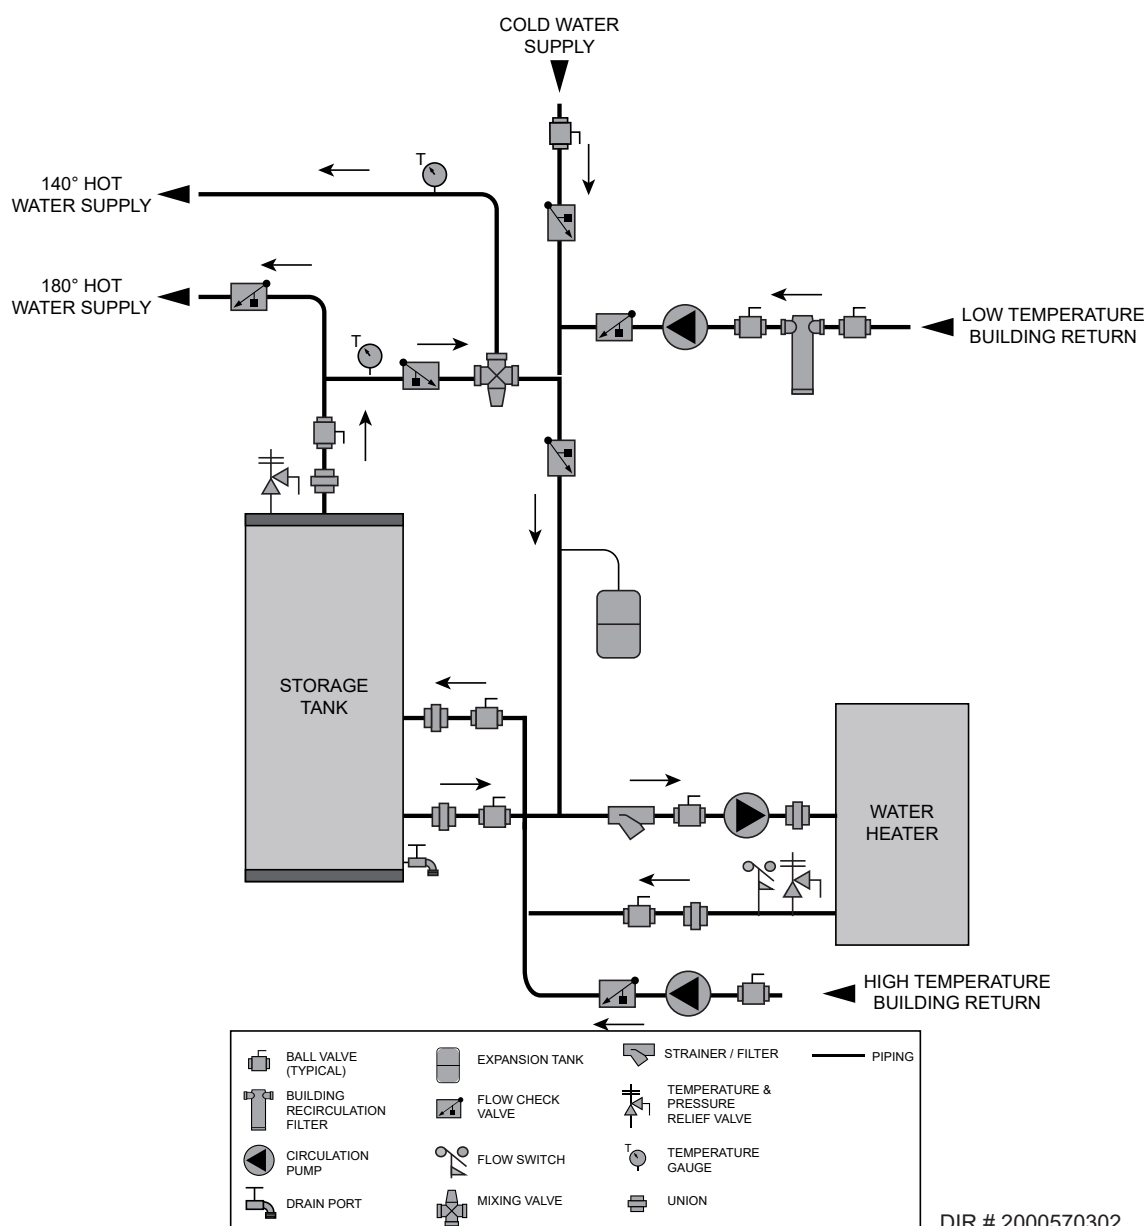 COLD WATER
SUPPLY
T
140° HOT
WATER SUPPLY
180° HOT
WATER SUPPLY
LOW TEMPERATURE
BUILDING RETURN
T
STORAGE
TANK
WATER
HEATER
HIGH TEMPERATURE
BUILDING RETURN
BALL VALVE
(TYPICAL)
BUILDING
RECIRCULATION
FILTER
CIRCULATION
PUMP
DRAIN PORT
EXPANSION TANK
FLOW CHECK
VALVE
FLOW SWITCH
MIXING VALVE
STRAINER / FILTER
TEMPERATURE &
PRESSURE
RELIEF VALVE
T
TEMPERATURE
GAUGE
UNION
PIPING
DIR # 2000570302